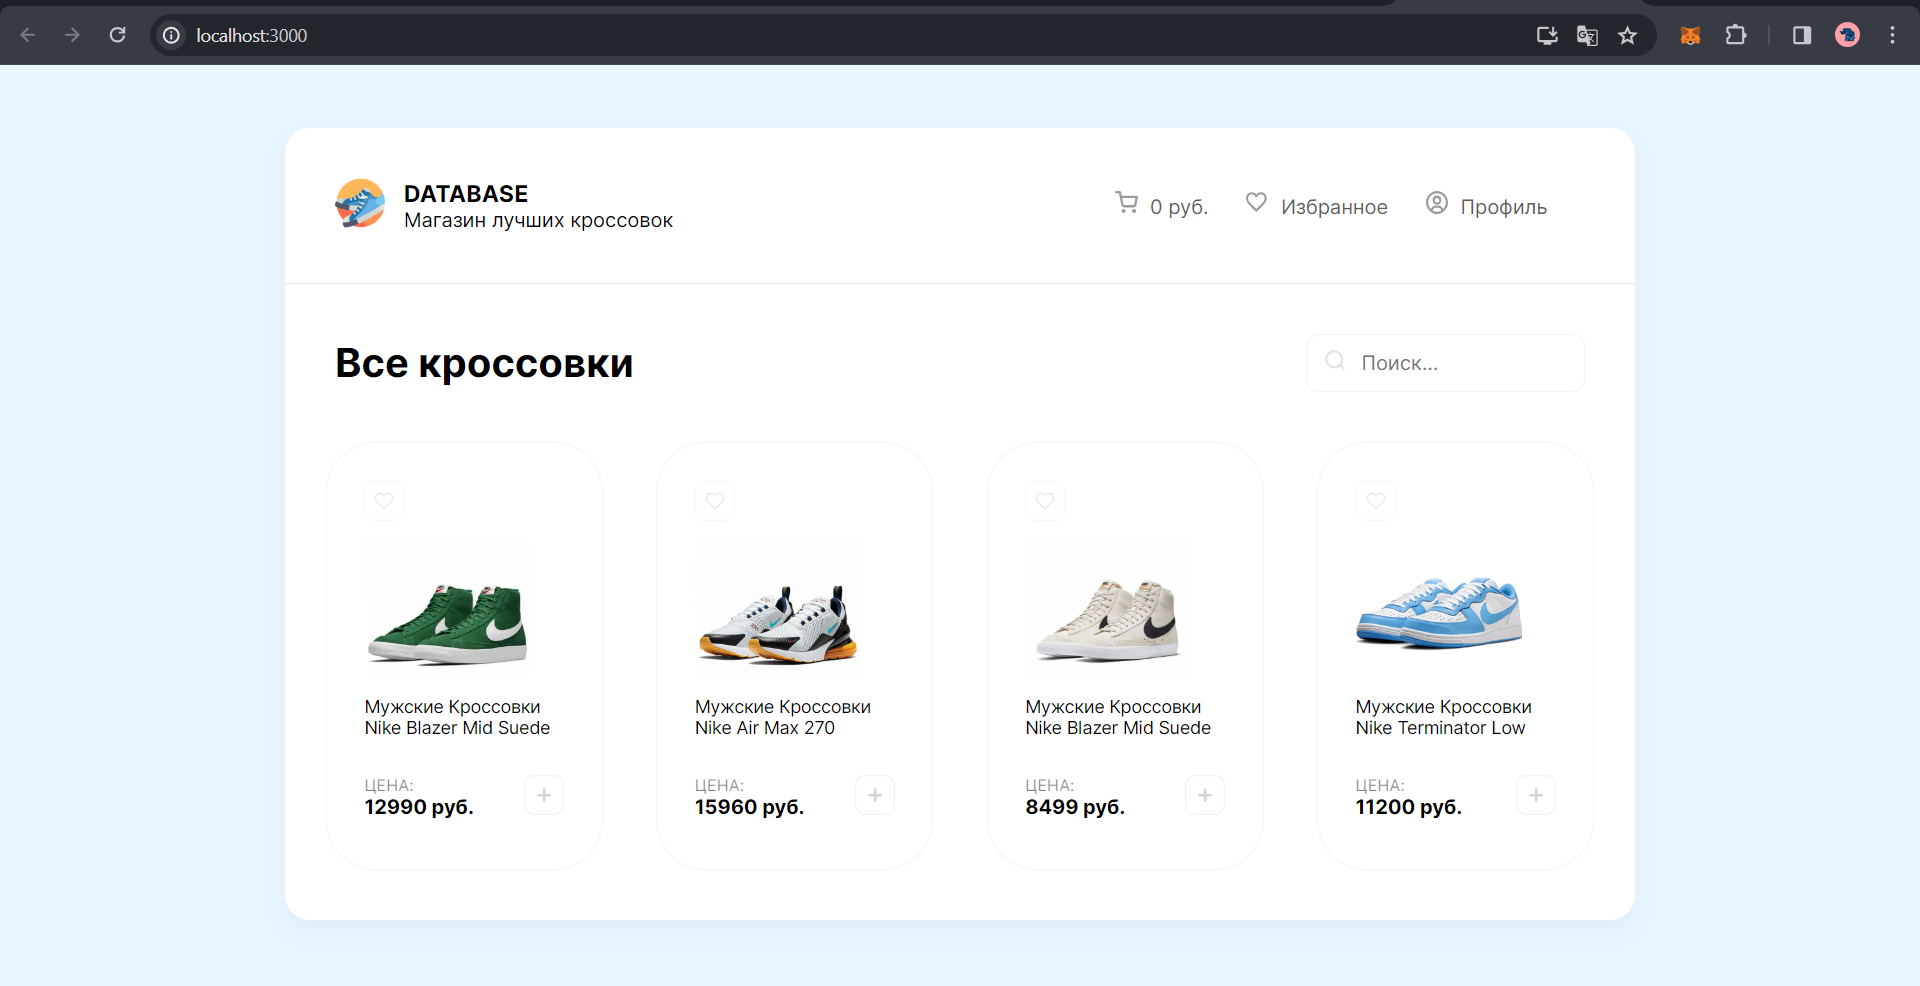 localhost:3000
DATABASE
Магазин лучших кроссовок
0 руб.
Избранное
Профиль
Все кроссовки
Поиск...
Мужские Кроссовки
Nike Blazer Mid Suede
ЦЕНА:
12990 руб.
Мужские Кроссовки
Nike Air Max 270
ЦЕНА:
15960 руб.
Мужские Кроссовки
Nike Blazer Mid Suede
ЦЕНА:
8499 руб.
Мужские Кроссовки
Nike Terminator Low
ЦЕНА:
11200 руб.